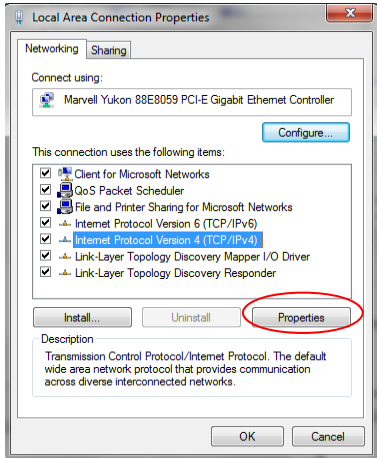 Local Area Connection Properties
Networking
Sharing
Connect using:
Marvell Yukon 88E8059 PCI-E Gigabit Ethernet Controller
Configure...
This connection uses the following items:
Client for Microsoft Networks
QoS Packet Scheduler
File and Printer Sharing for Microsoft Networks
Internet Protocol Version 6 (TCP/IPv6)
Internet Protocol Version 4 (TCP/IPv4)
Link-Layer Topology Discovery Mapper I/O Driver
Link-Layer Topology Discovery Responder
Install...
Uninstall
Properties
Description
Transmission Control Protocol/Internet Protocol. The default
wide area network protocol that provides communication
across diverse interconnected networks.
OK
Cancel